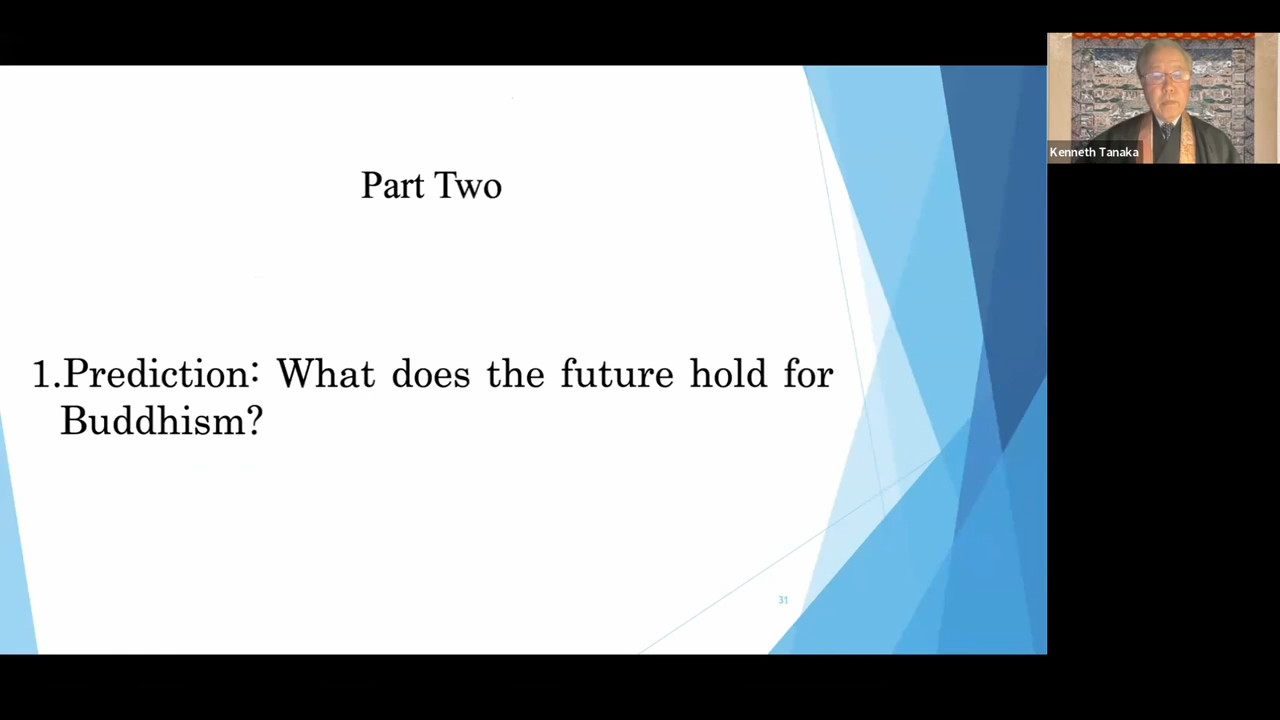 Part Two
1.Prediction: What does the future hold for
Buddhism?
31
Kenneth Tanaka